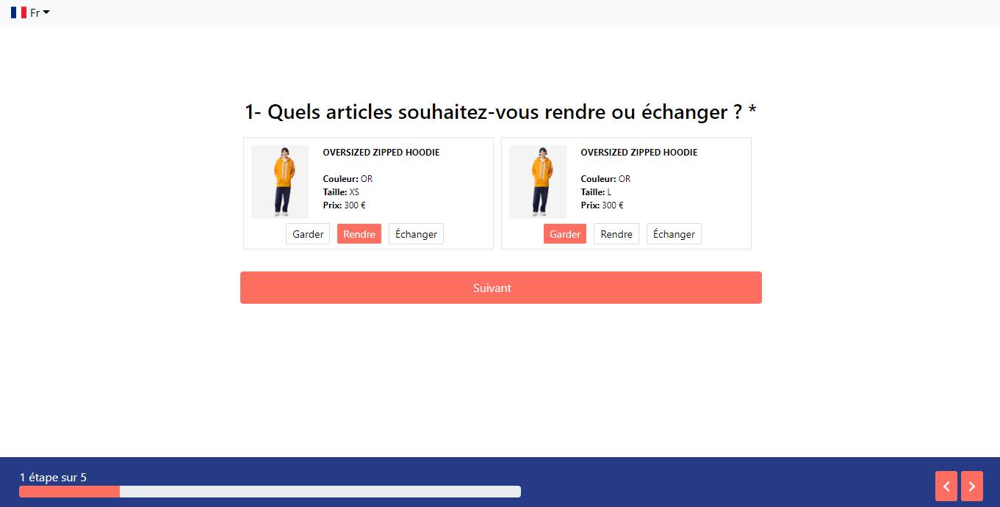 Fr
1- Quels articles souhaitez-vous rendre ou échanger ? *
OVERSIZED ZIPPED HOODIE
Couleur: OR
Taille: XS
Prix: 300 €
Garder Rendre Échanger
OVERSIZED ZIPPED HOODIE
Couleur: OR
Taille: L
Prix: 300 €
Garder Rendre Échanger
Suivant
1 étape sur 5